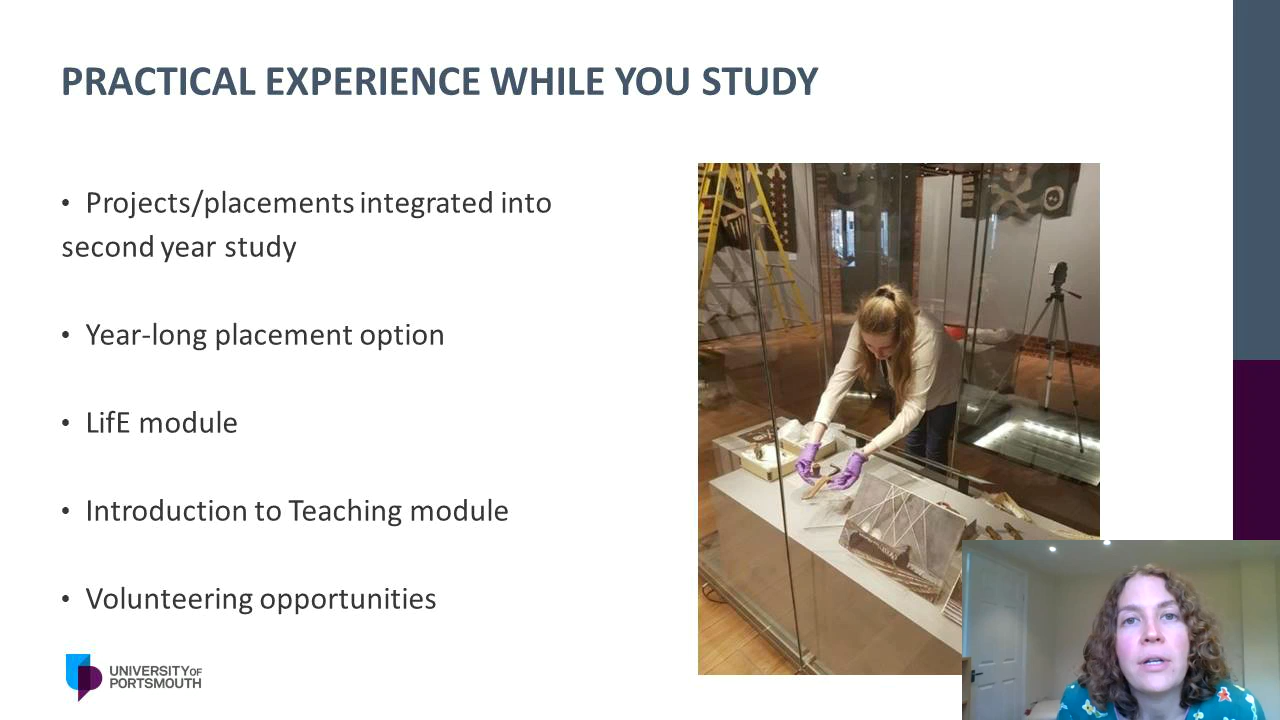 PRACTICAL EXPERIENCE WHILE YOU STUDY
• Projects/placements integrated into
second year study
• Year-long placement option
• LifE module
• Introduction to Teaching module
• Volunteering opportunities
UNIVERSITY OF
PORTSMOUTH